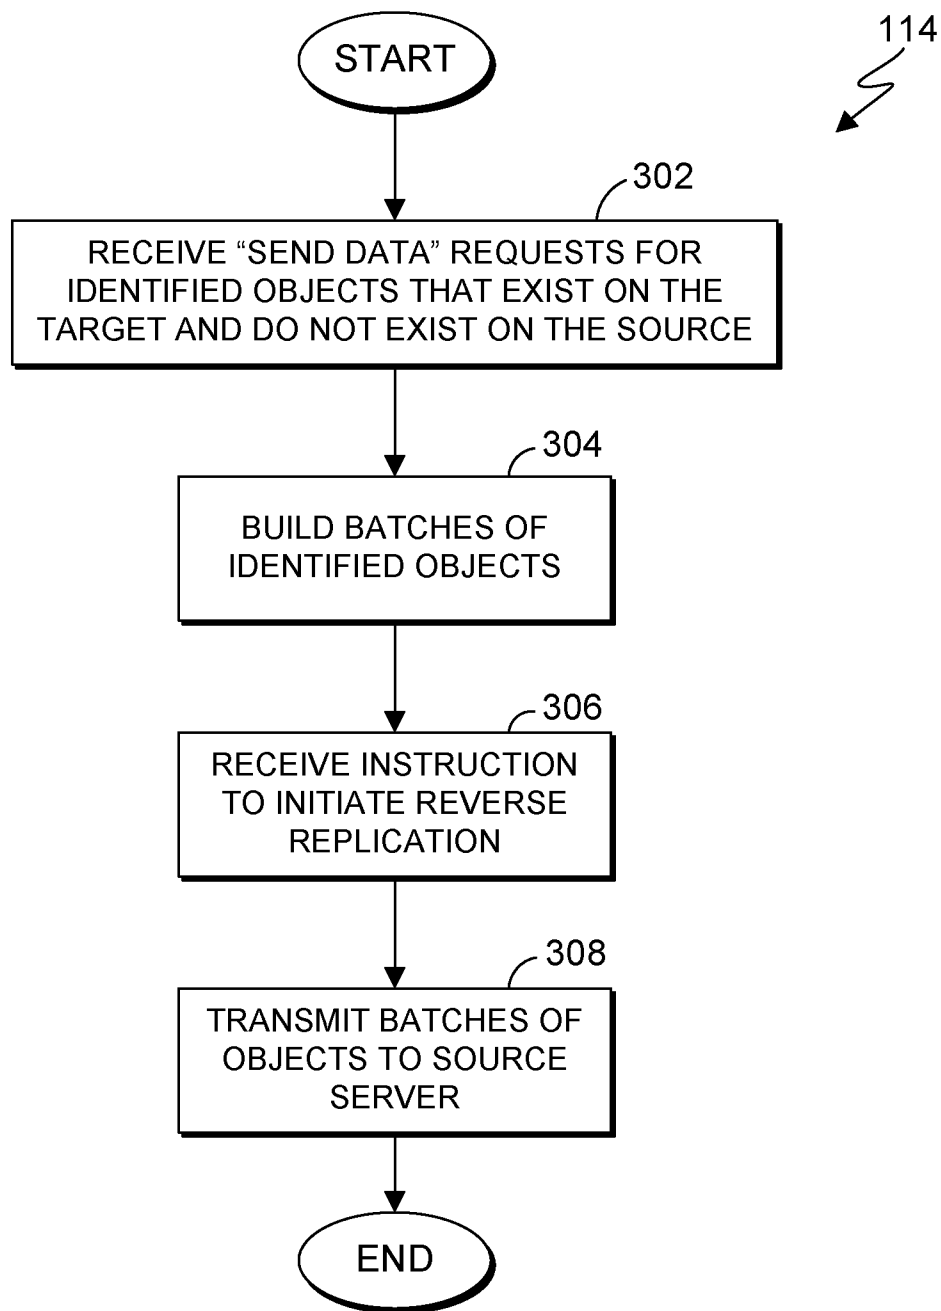 START
114
302
RECEIVE “SEND DATA” REQUESTS FOR
IDENTIFIED OBJECTS THAT EXIST ON THE
TARGET AND DO NOT EXIST ON THE SOURCE
304
BUILD BATCHES OF
IDENTIFIED OBJECTS
306
RECEIVE INSTRUCTION
TO INITIATE REVERSE
REPLICATION
308
TRANSMIT BATCHES OF
OBJECTS TO SOURCE
SERVER
END